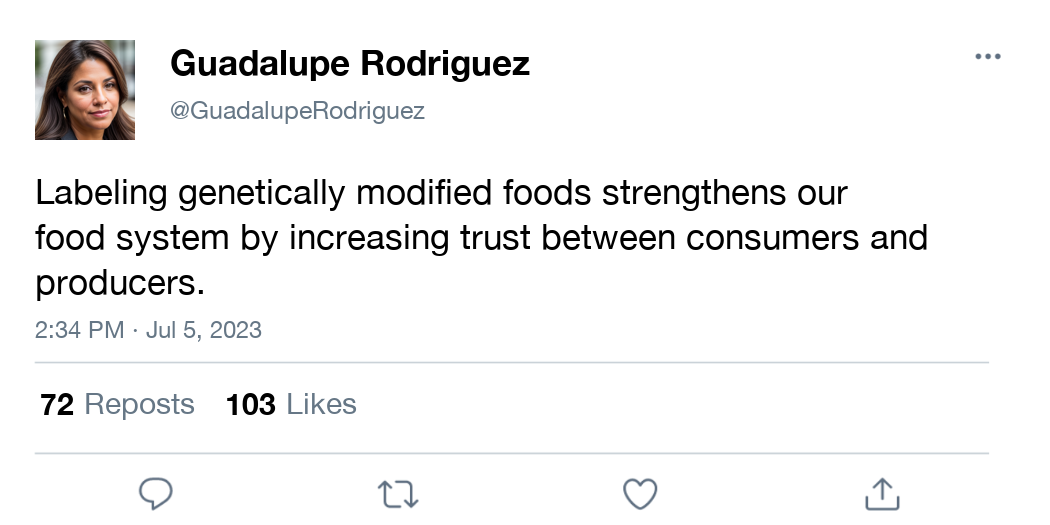 Guadalupe Rodriguez
@GuadalupeRodriguez
Labeling genetically modified foods strengthens our
food system by increasing trust between consumers and
producers.
2:34 PM · Jul 5, 2023
72 Reposts 103 Likes